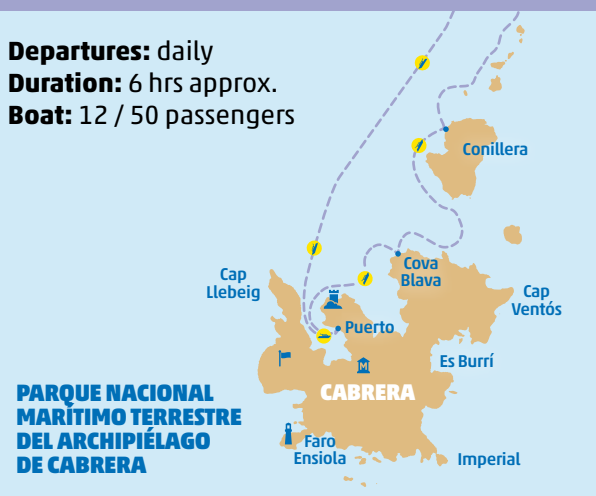 Departures: daily
Duration: 6 hrs approx.
Boat: 12 / 50 passengers
Conillera
Cova
Blava
Cap
Llebeig
Cap
Ventós
Puerto
Es Burrí
M
CABRERA
PARQUE NACIONAL
MARÍTIMO TERRESTRE
DEL ARCHIPIÉLAGO
DE CABRERA
Faro
Ensiola
Imperial